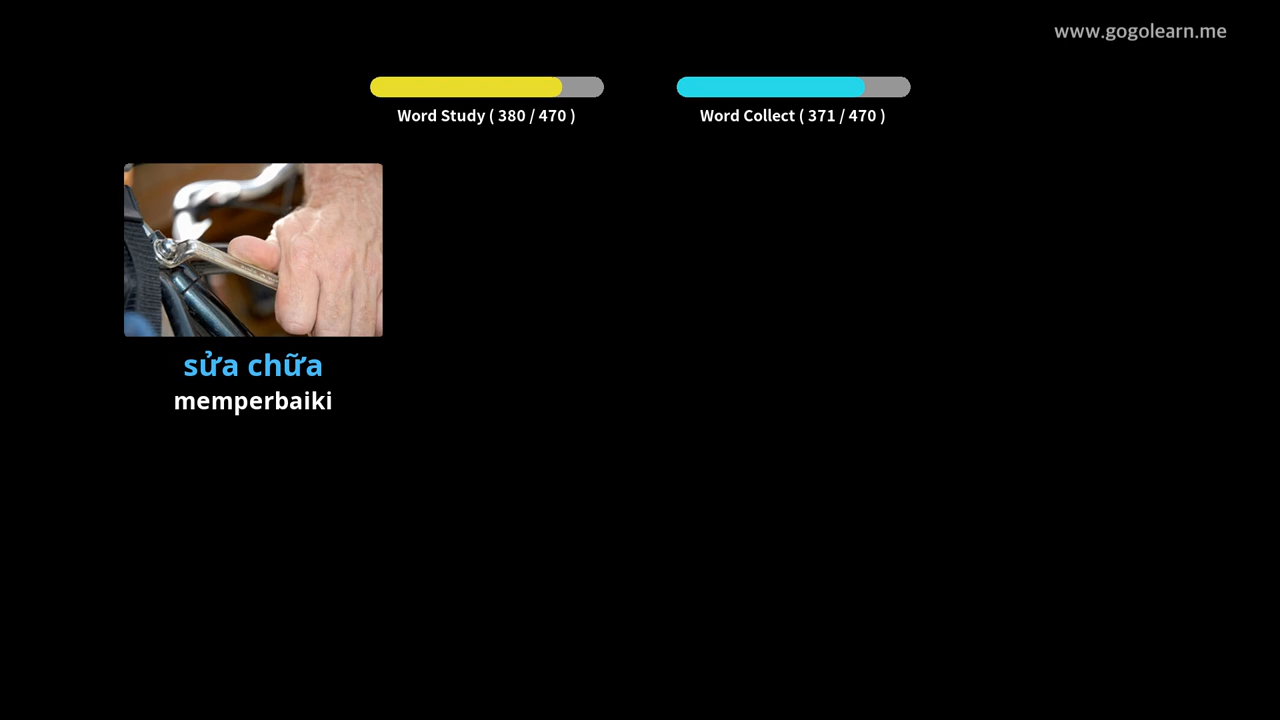 www.gogolearn.me
Word Study ( 380 / 470 )
Word Collect ( 371 / 470 )
sửa chữa
memperbaiki